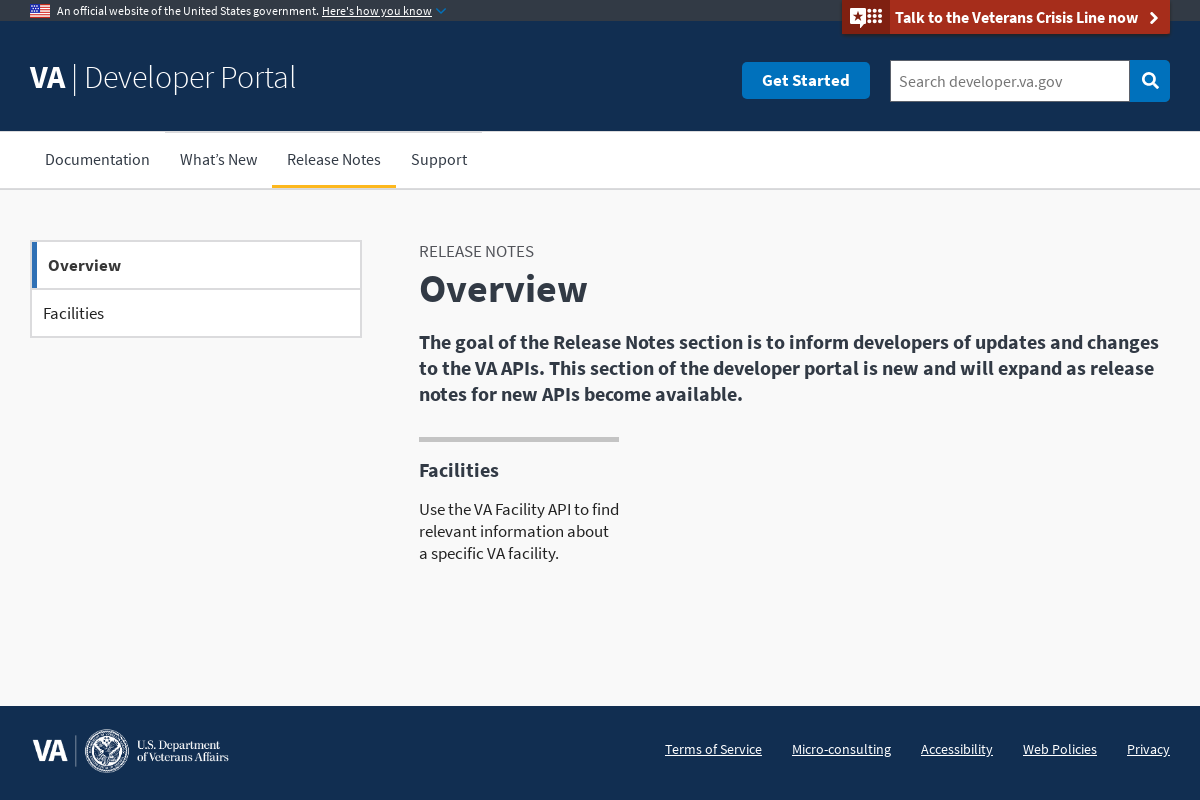 An official website of the United States government. Here's how you know
Talk to the Veterans Crisis Line now
VA | Developer Portal
Get Started
Search developer.va.gov
Documentation
What's New
Release Notes
Support
Overview
Facilities
RELEASE NOTES
Overview
The goal of the Release Notes section is to inform developers of updates and changes
to the VA APIs. This section of the developer portal is new and will expand as release
notes for new APIs become available.
Facilities
Use the VA Facility API to find
relevant information about
a specific VA facility.
VA
U.S. Department
of Veterans Affairs
Terms of Service
Micro-consulting
Accessibility
Web Policies
Privacy